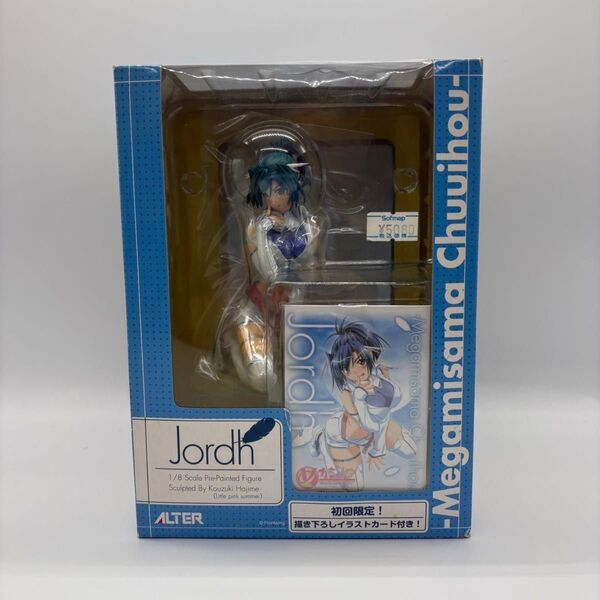 -Megamisama Chuuihou-
Sofmap
¥5080
Jordh
Jordh
1/8 Scale Pre-Painted Figure
Sculpted By Kouzuki Hajime
(Little pink summer)
ALTER
初回限定！
描き下ろしイラストカード付き！